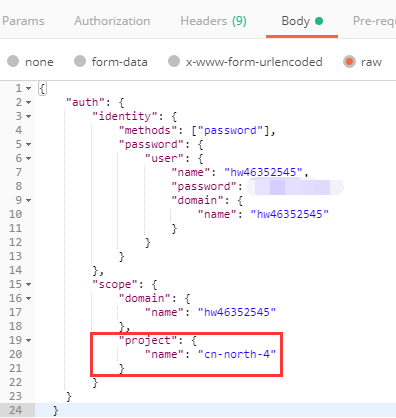 Params Authorization Headers (9) Body Pre-requ
none form-data x-www-form-urlencoded raw
1 {
2 "auth": {
3 "identity": {
4 "methods": ["password"],
5 "password": {
6 "user": {
7 "name": "hw46352545",
8 "password":
9 "domain": {
10 "name": "hw46352545"
11 }
12 }
13 }
14 },
15 "scope": {
16 "domain": {
17 "name": "hw46352545"
18 },
19 "project": {
20 "name": "cn-north-4"
21 }
22 }
23 }
24 }